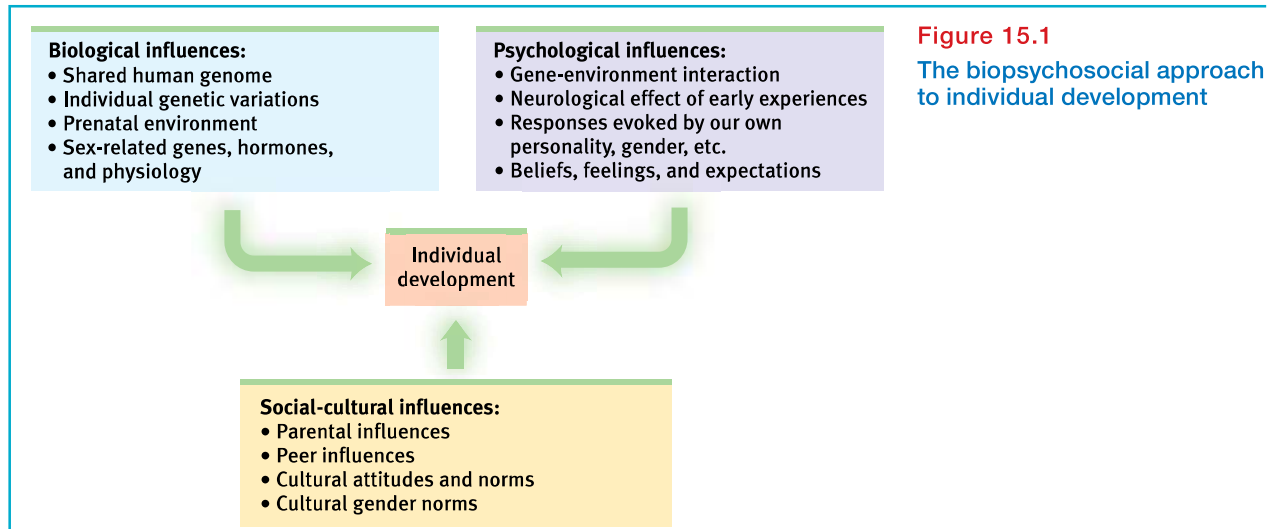 Biological influences:
• Shared human genome
• Individual genetic variations
• Prenatal environment
• Sex-related genes, hormones,
and physiology
Psychological influences:
• Gene-environment interaction
• Neurological effect of early experiences
• Responses evoked by our own
personality, gender, etc.
• Beliefs, feelings, and expectations
Figure 15.1
The biopsychosocial approach
to individual development
Individual
development
Social-cultural influences:
• Parental influences
• Peer influences
• Cultural attitudes and norms
• Cultural gender norms